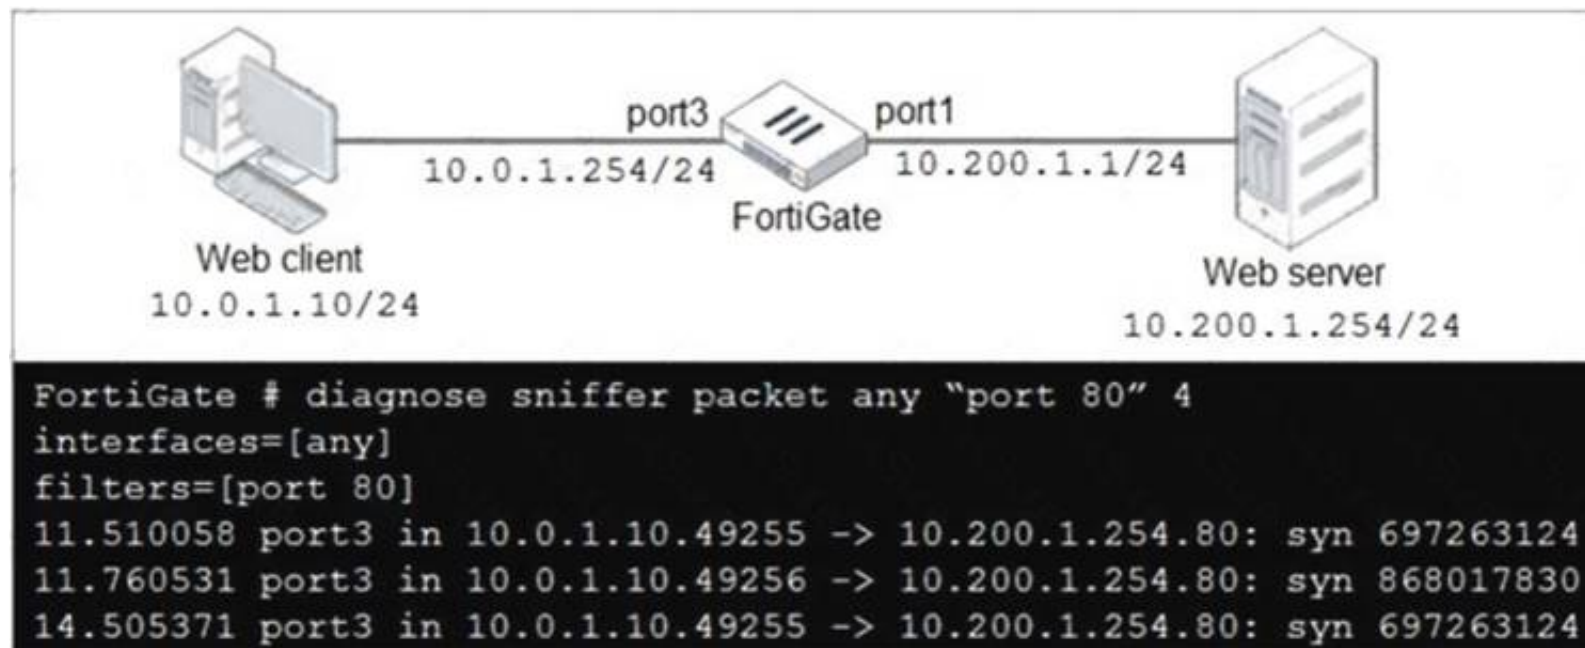 port3
port1
10.0.1.254/24
10.200.1.1/24
FortiGate
Web client
10.0.1.10/24
Web server
10.200.1.254/24
FortiGate # diagnose sniffer packet any “port 80” 4
interfaces=[any]
filters=[port 80]
11.510058 port3 in 10.0.1.10.49255 -> 10.200.1.254.80: syn 697263124
11.760531 port3 in 10.0.1.10.49256 -> 10.200.1.254.80: syn 868017830
14.505371 port3 in 10.0.1.10.49255 -> 10.200.1.254.80: syn 697263124